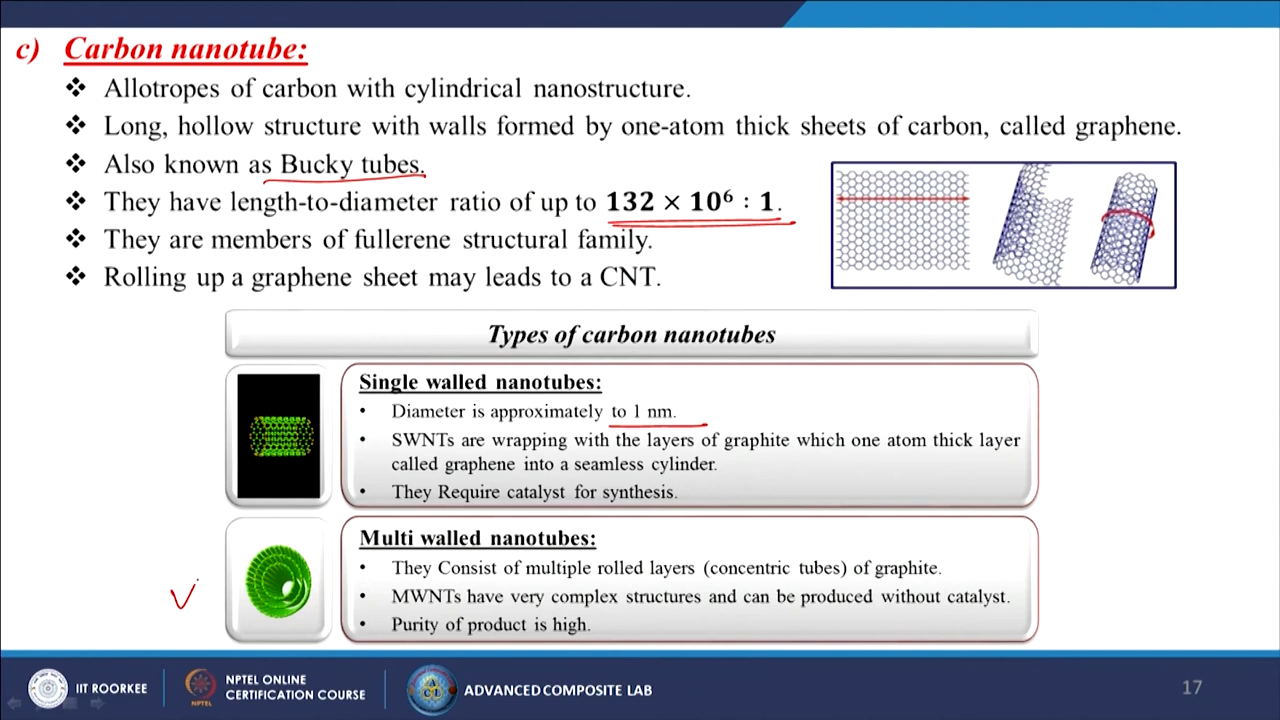 c) Carbon nanotube:
❖ Allotropes of carbon with cylindrical nanostructure.
❖ Long, hollow structure with walls formed by one-atom thick sheets of carbon, called graphene.
❖ Also known as Bucky tubes.
❖ They have length-to-diameter ratio of up to 132 × 10⁶ : 1.
❖ They are members of fullerene structural family.
❖ Rolling up a graphene sheet may leads to a CNT.
Types of carbon nanotubes
Single walled nanotubes:
• Diameter is approximately to 1 nm.
• SWNTs are wrapping with the layers of graphite which one atom thick layer
called graphene into a seamless cylinder.
• They Require catalyst for synthesis.
Multi walled nanotubes:
• They Consist of multiple rolled layers (concentric tubes) of graphite.
• MWNTs have very complex structures and can be produced without catalyst.
• Purity of product is high.
IIT ROORKEE
NPTEL
NPTEL ONLINE
CERTIFICATION COURSE
ADVANCED COMPOSITE LAB
17